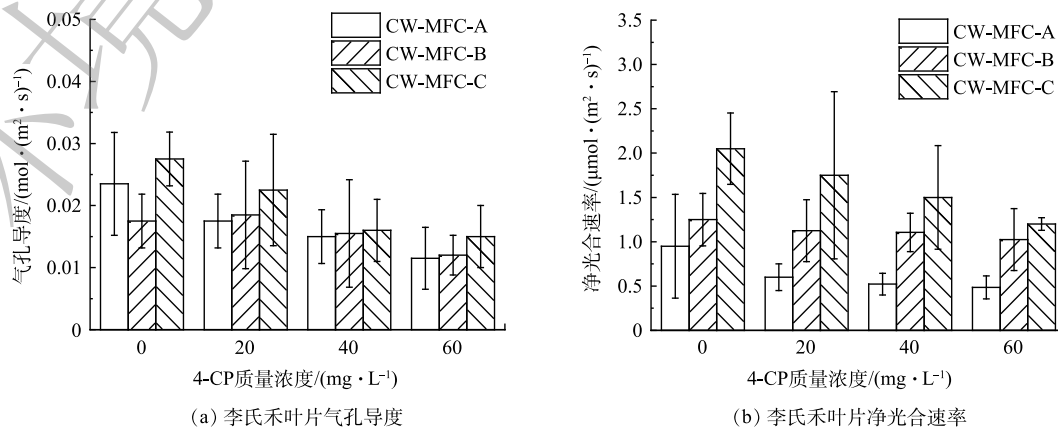 0.05
0.04
0.03
0.02
0.01
0
气孔导度/(mol·(m²·s)⁻¹)
CW-MFC-A
CW-MFC-B
CW-MFC-C
0 20 40 60
4-CP质量浓度/(mg·L⁻¹)
(a) 李氏禾叶片气孔导度
3.5
3.0
2.5
2.0
1.5
1.0
0.5
0
净光合速率/(μmol·(m²·s)⁻¹)
CW-MFC-A
CW-MFC-B
CW-MFC-C
0 20 40 60
4-CP质量浓度/(mg·L⁻¹)
(b) 李氏禾叶片净光合速率